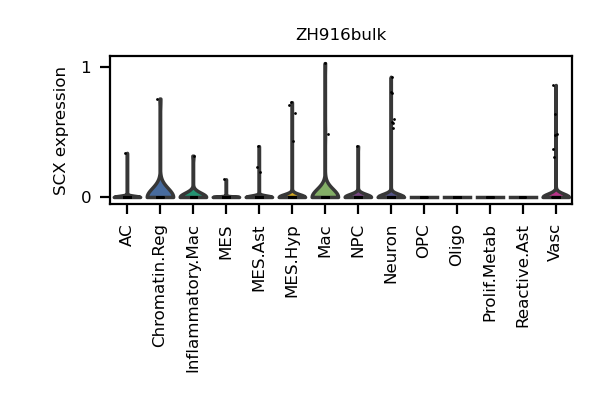 ZH916bulk
SCX expression
1
0
AC
Chromatin.Reg
Inflammatory.Mac
MES
MES.Ast
MES.Hyp
Mac
NPC
Neuron
OPC
Oligo
Prolif.Metab
Reactive.Ast
Vasc